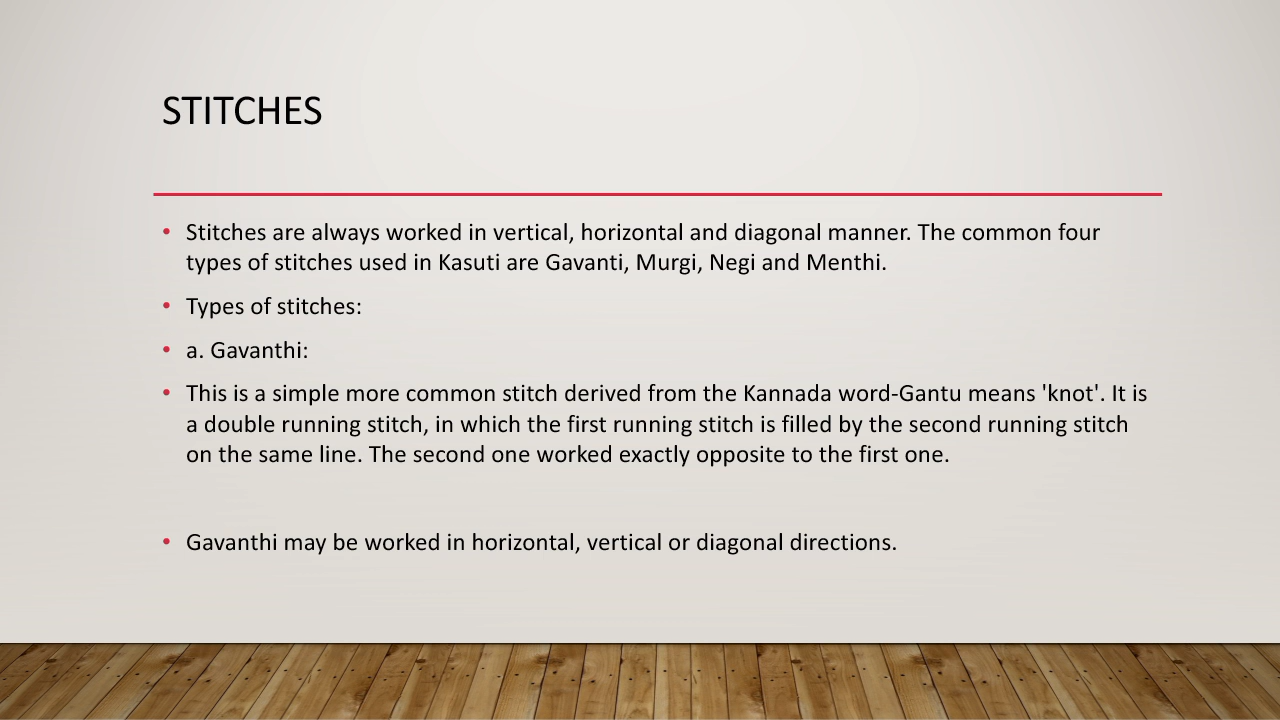 STITCHES
• Stitches are always worked in vertical, horizontal and diagonal manner. The common four
types of stitches used in Kasuti are Gavanti, Murgi, Negi and Menthi.
• Types of stitches:
• a. Gavanthi:
• This is a simple more common stitch derived from the Kannada word-Gantu means 'knot'. It is
a double running stitch, in which the first running stitch is filled by the second running stitch
on the same line. The second one worked exactly opposite to the first one.
• Gavanthi may be worked in horizontal, vertical or diagonal directions.